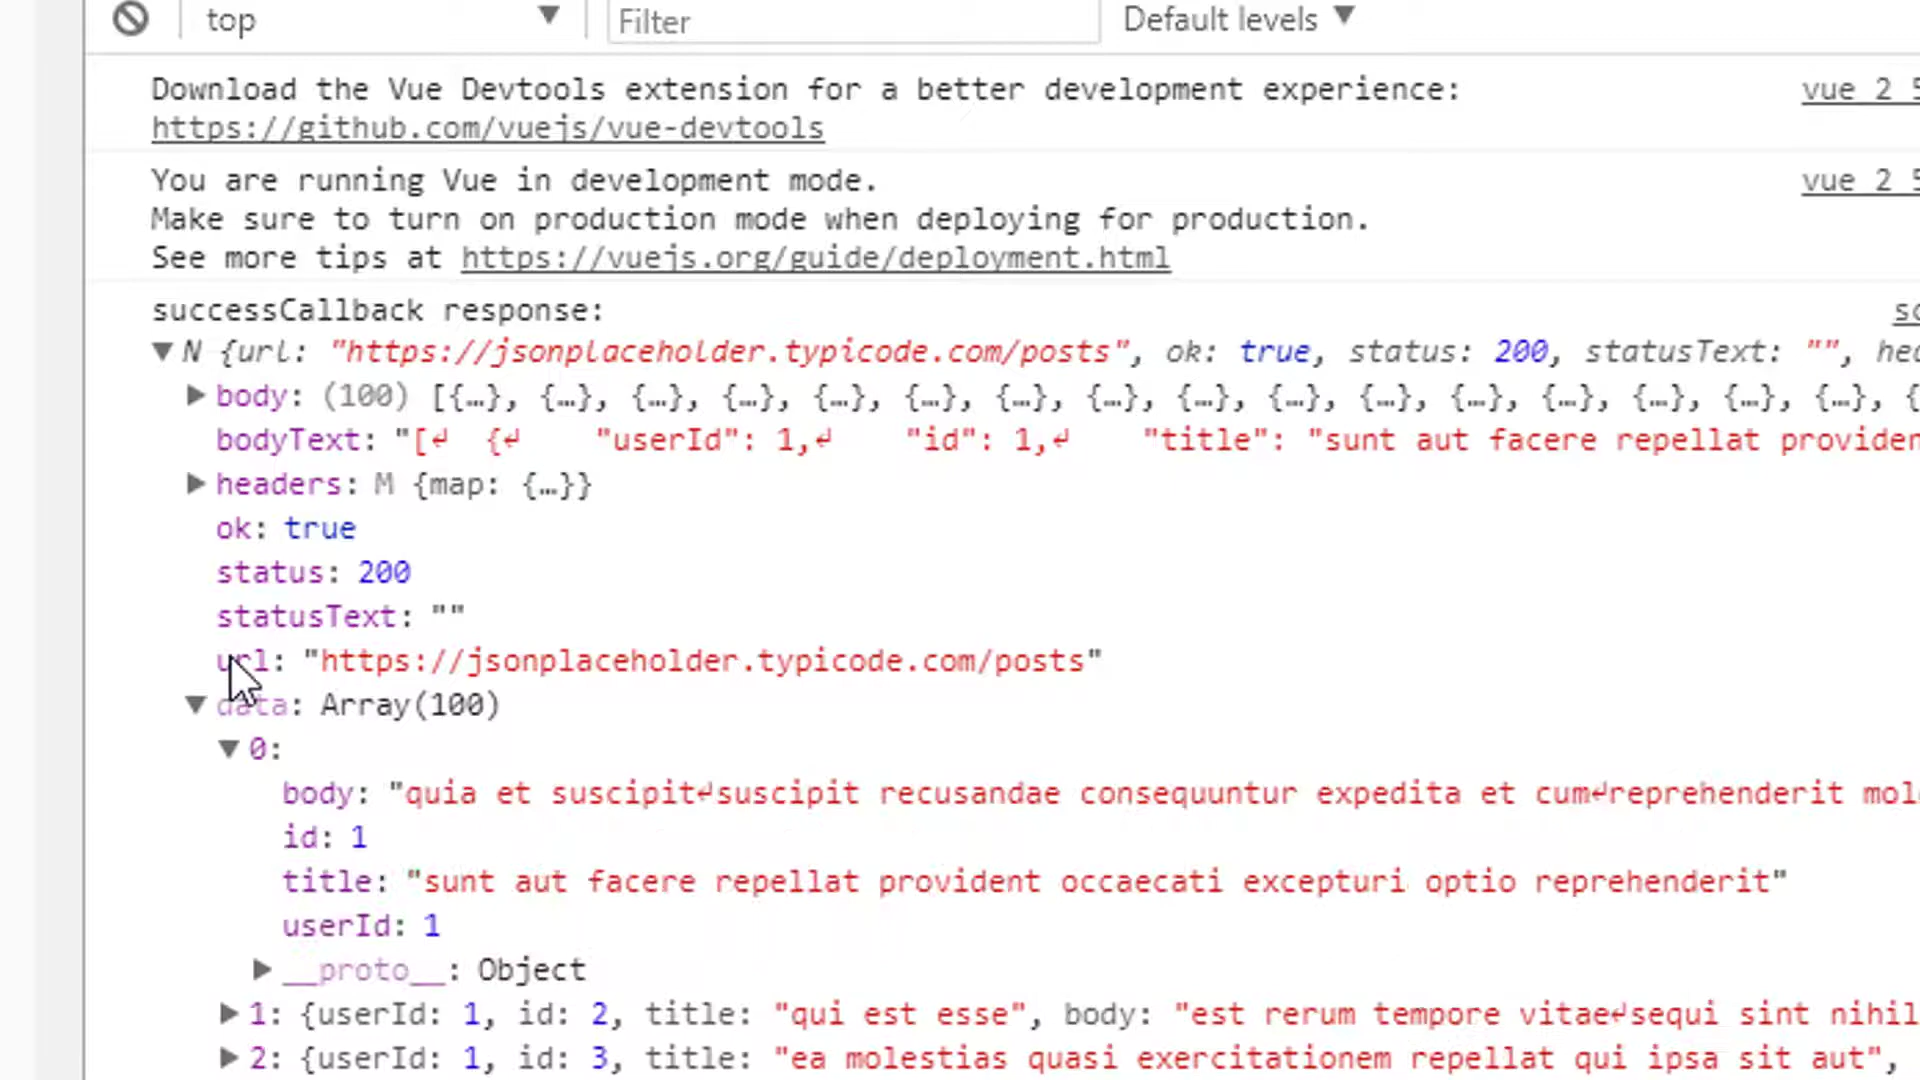 top Filter Default levels
Download the Vue Devtools extension for a better development experience: vue 2 5
https://github.com/vuejs/vue-devtools
You are running Vue in development mode. vue 2 5
Make sure to turn on production mode when deploying for production.
See more tips at https://vuejs.org/guide/deployment.html
successCallback response: sc
▼N {url: "https://jsonplaceholder.typicode.com/posts", ok: true, status: 200, statusText: "", hea
▶body: (100) [{…}, {…}, {…}, {…}, {…}, {…}, {…}, {…}, {…}, {…}, {…}, {…}, {…}, {…}, {…}, {…}, {
bodyText: "[↵  {↵    "userId": 1,↵    "id": 1,↵    "title": "sunt aut facere repellat providen
▶headers: M {map: {…}}
ok: true
status: 200
statusText: ""
url: "https://jsonplaceholder.typicode.com/posts"
▼data: Array(100)
▼0:
body: "quia et suscipit↵suscipit recusandae consequuntur expedita et cum↵reprehenderit mol
id: 1
title: "sunt aut facere repellat provident occaecati excepturi optio reprehenderit"
userId: 1
▶__proto__: Object
▶1: {userId: 1, id: 2, title: "qui est esse", body: "est rerum tempore vitae↵sequi sint nihil
▶2: {userId: 1, id: 3, title: "ea molestias quasi exercitationem repellat qui ipsa sit aut",